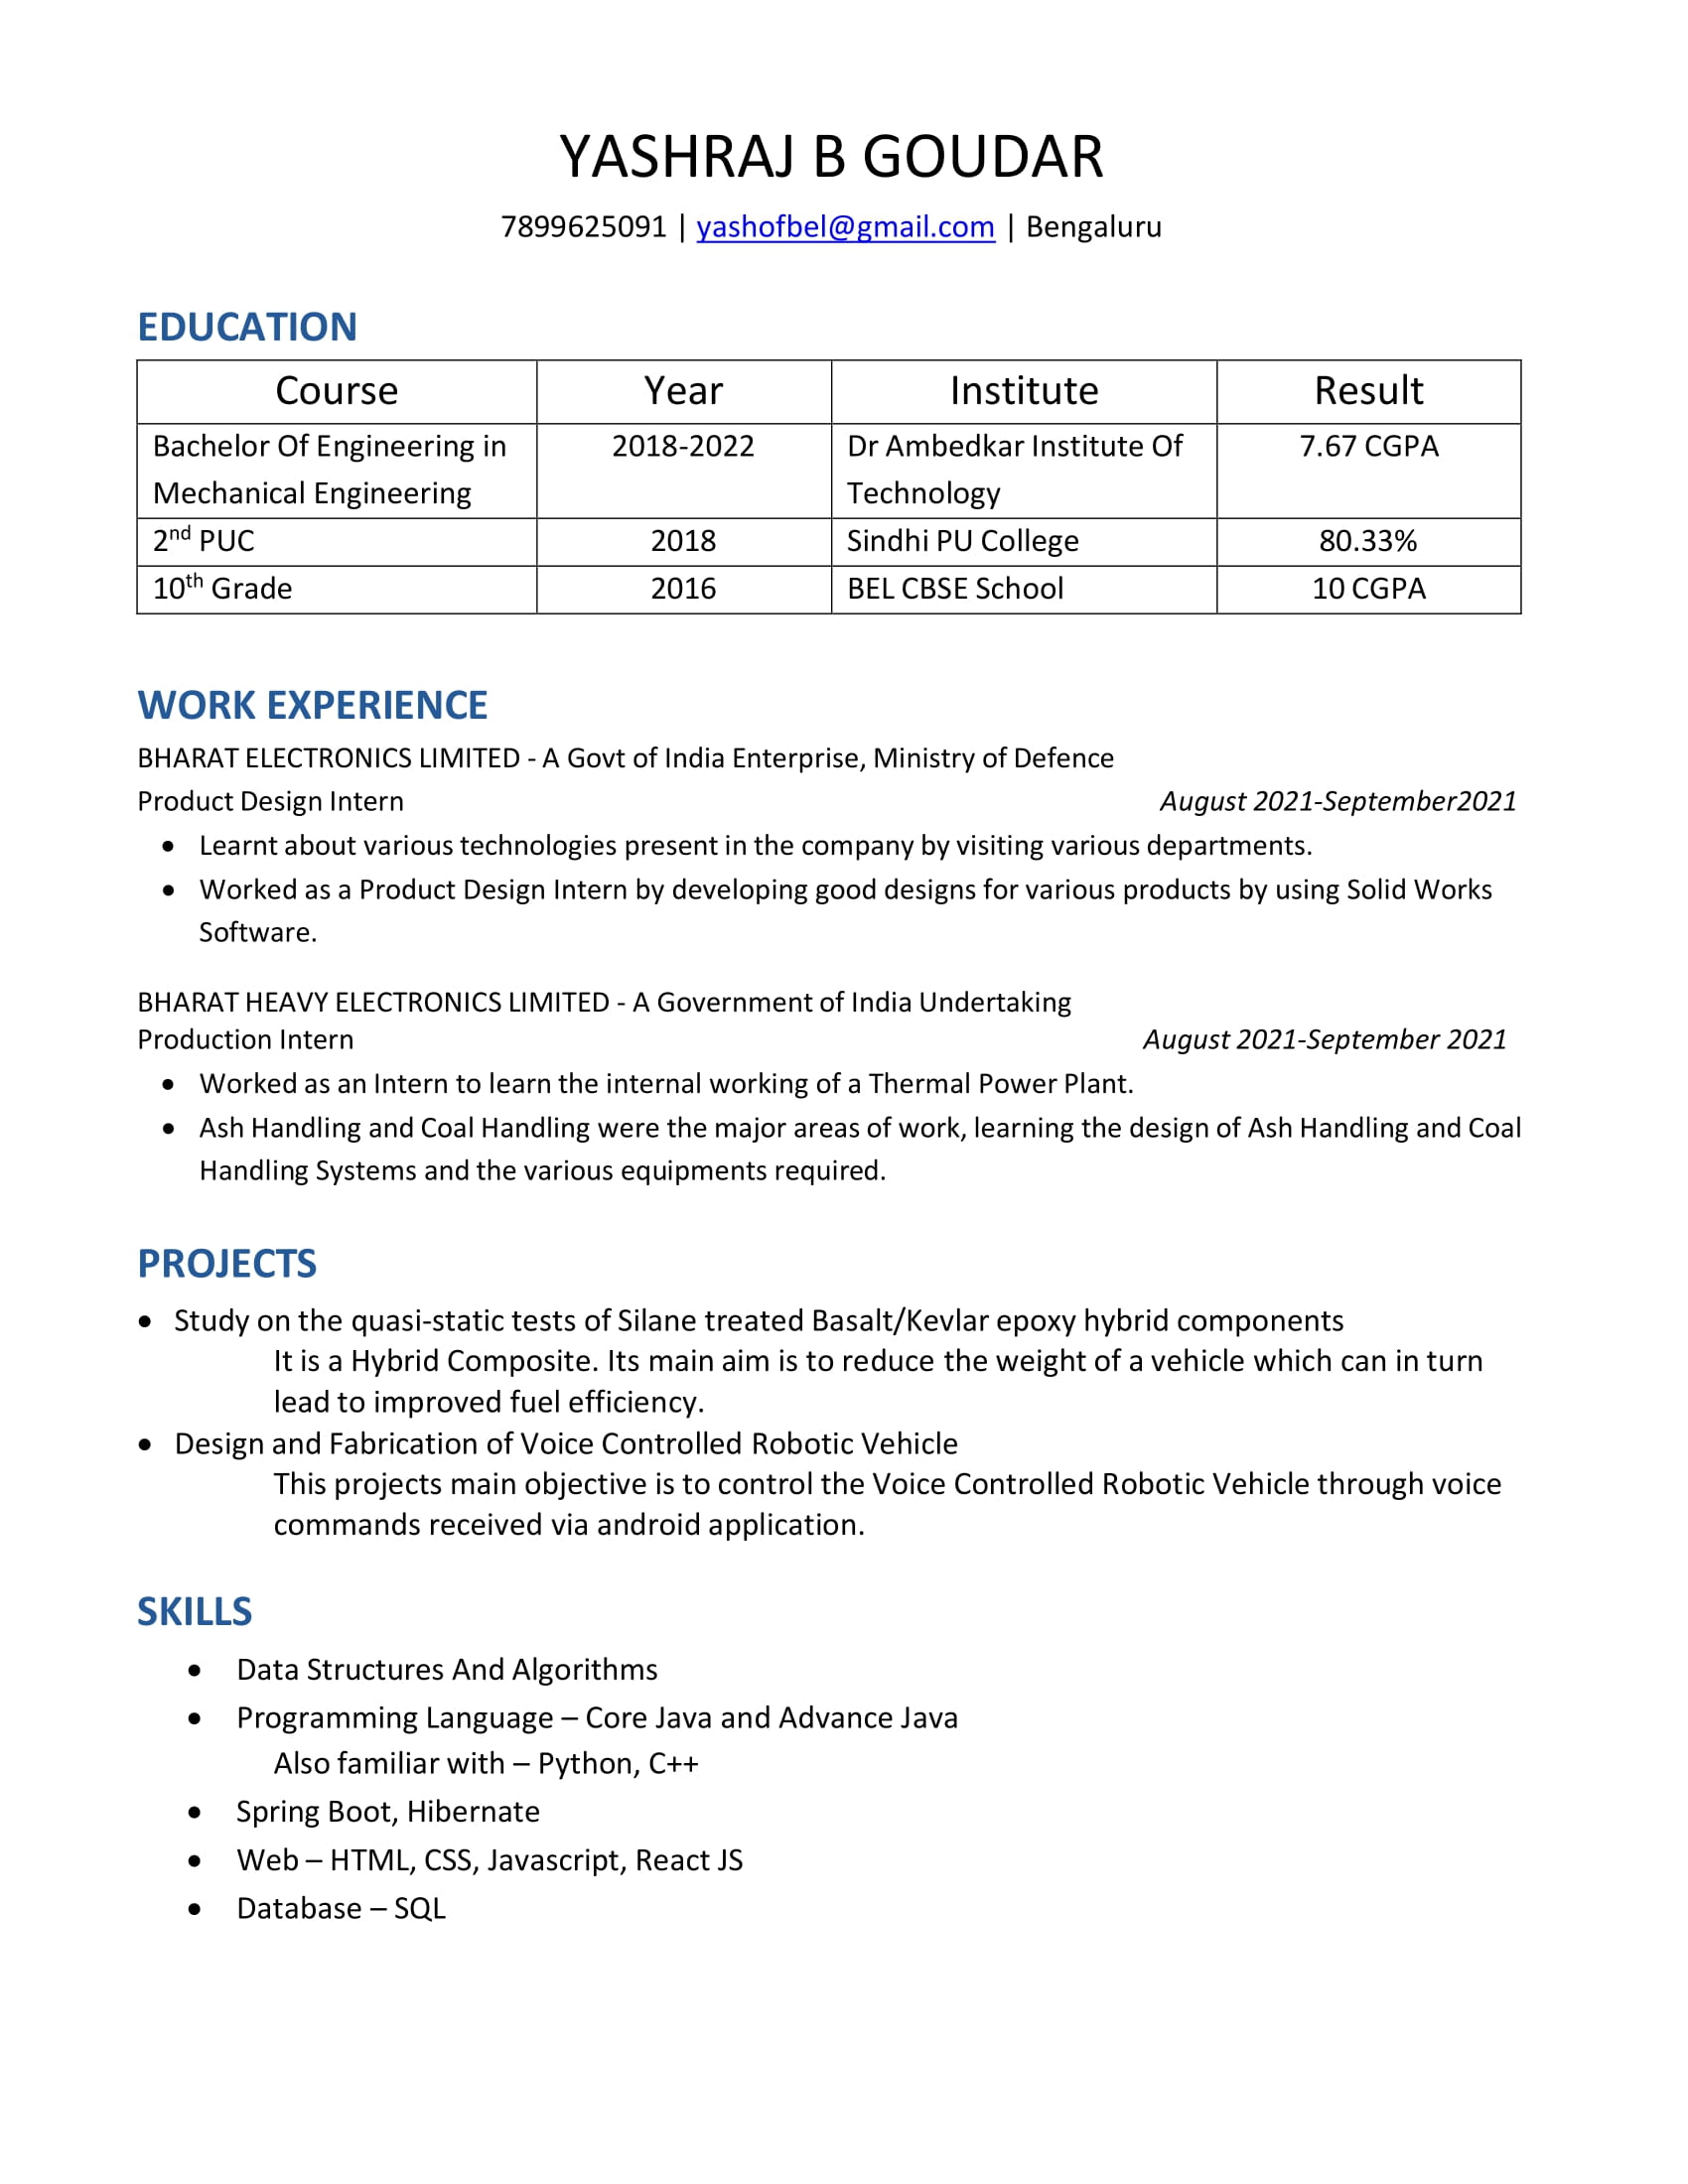 YASHRAJ B GOUDAR
7899625091 | yashofbel@gmail.com | Bengaluru
EDUCATION
Course Year Institute Result
Bachelor Of Engineering in 2018-2022 Dr Ambedkar Institute Of 7.67 CGPA
Mechanical Engineering Technology
2nd PUC 2018 Sindhi PU College 80.33%
10th Grade 2016 BEL CBSE School 10 CGPA
WORK EXPERIENCE
BHARAT ELECTRONICS LIMITED - A Govt of India Enterprise, Ministry of Defence
Product Design Intern August 2021-September2021
• Learnt about various technologies present in the company by visiting various departments.
• Worked as a Product Design Intern by developing good designs for various products by using Solid Works
Software.
BHARAT HEAVY ELECTRONICS LIMITED - A Government of India Undertaking
Production Intern August 2021-September 2021
• Worked as an Intern to learn the internal working of a Thermal Power Plant.
• Ash Handling and Coal Handling were the major areas of work, learning the design of Ash Handling and Coal
Handling Systems and the various equipments required.
PROJECTS
• Study on the quasi-static tests of Silane treated Basalt/Kevlar epoxy hybrid components
It is a Hybrid Composite. Its main aim is to reduce the weight of a vehicle which can in turn
lead to improved fuel efficiency.
• Design and Fabrication of Voice Controlled Robotic Vehicle
This projects main objective is to control the Voice Controlled Robotic Vehicle through voice
commands received via android application.
SKILLS
• Data Structures And Algorithms
• Programming Language – Core Java and Advance Java
Also familiar with – Python, C++
• Spring Boot, Hibernate
• Web – HTML, CSS, Javascript, React JS
• Database – SQL